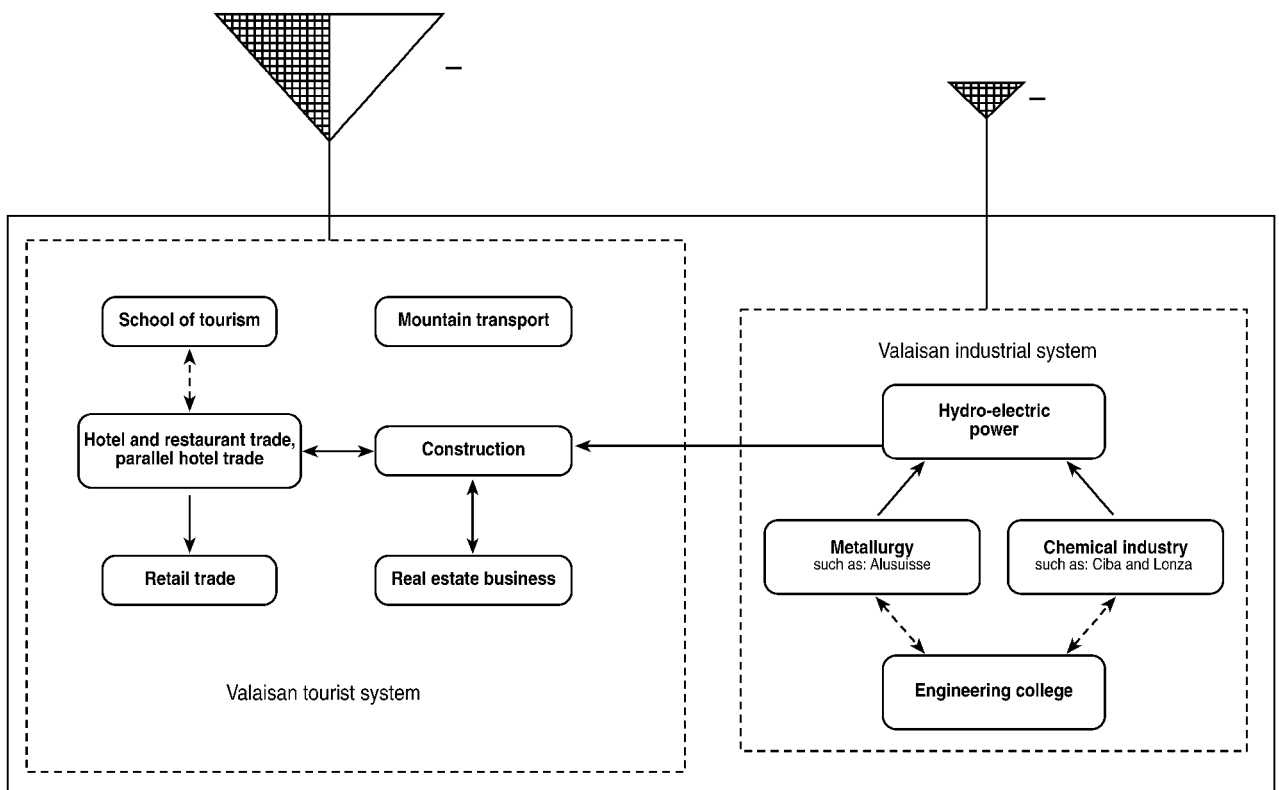 –
–
School of tourism
Mountain transport
Hotel and restaurant trade,
parallel hotel trade
Construction
Retail trade
Real estate business
Valaisan tourist system
Valaisan industrial system
Hydro-electric
power
Metallurgy
such as: Alusuisse
Chemical industry
such as: Ciba and Lonza
Engineering college